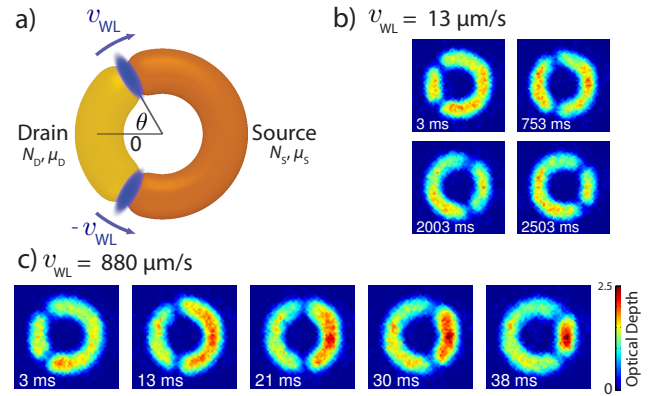 a)
v_WL
Drain
N_D, μ_D
θ
0
Source
N_S, μ_S
- v_WL
b) v_WL = 13 μm/s
3 ms
753 ms
2003 ms
2503 ms
c) v_WL = 880 μm/s
3 ms
13 ms
21 ms
30 ms
38 ms
2.5
0
Optical Depth